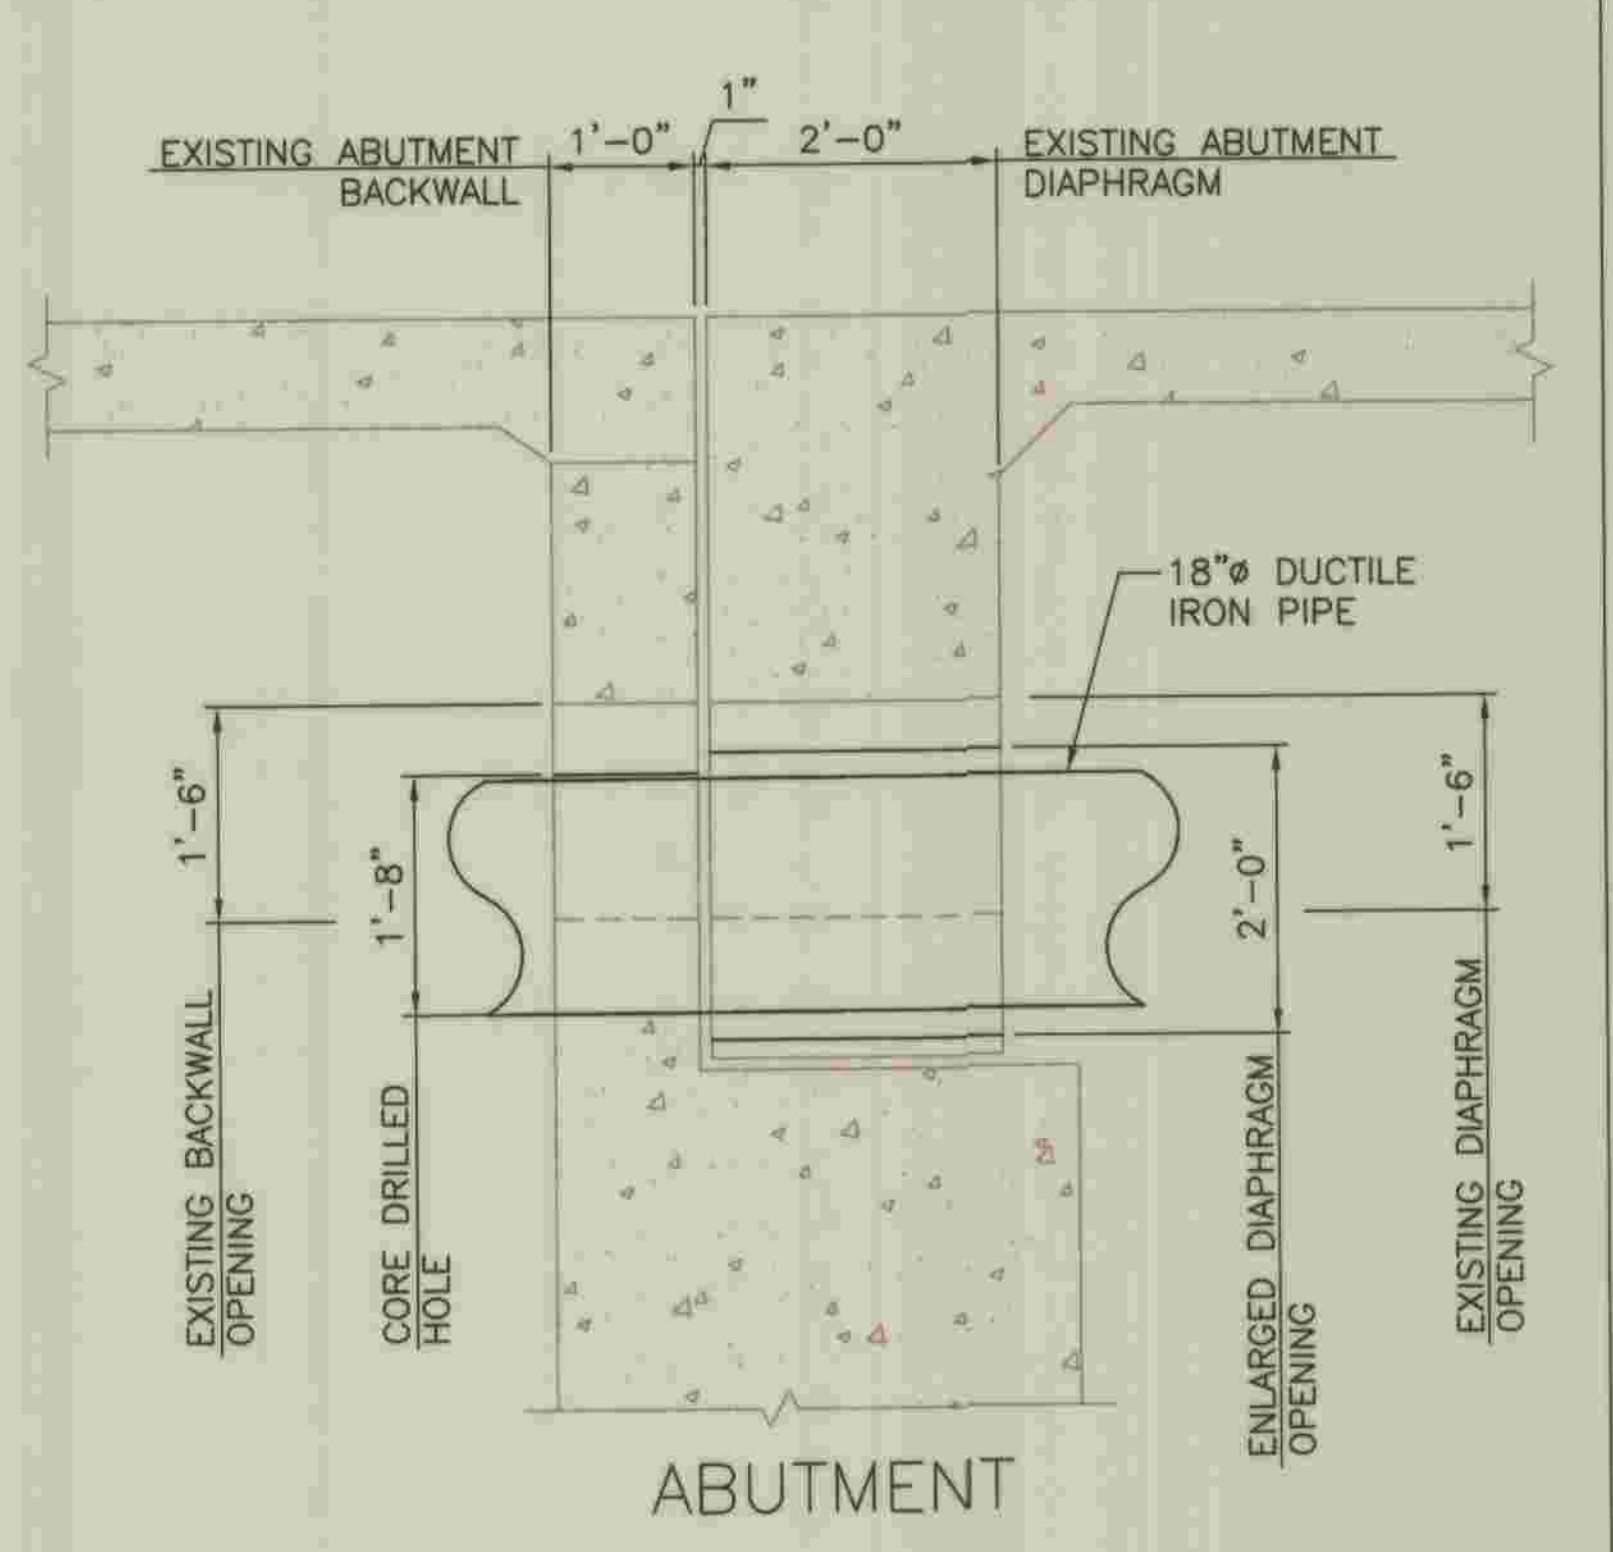 1"
1'-0"
2'-0"
EXISTING ABUTMENT
BACKWALL
EXISTING ABUTMENT
DIAPHRAGM
18"ø DUCTILE
IRON PIPE
1'-6"
1'-8"
2'-0"
1'-6"
EXISTING BACKWALL
OPENING
CORE DRILLED
HOLE
ENLARGED DIAPHRAGM
OPENING
EXISTING DIAPHRAGM
OPENING
ABUTMENT